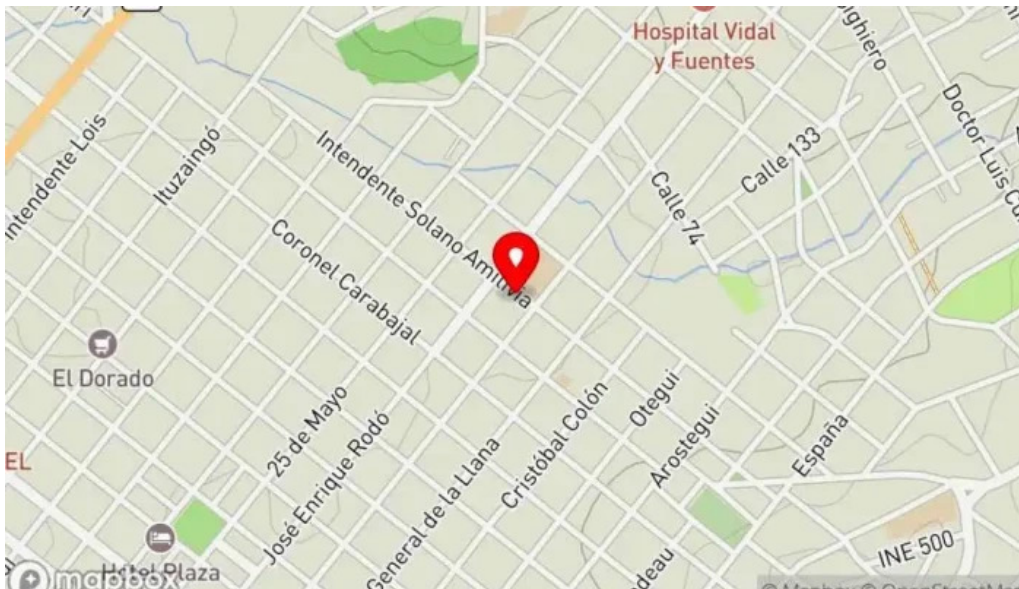 Hospital Vidal
y Fuentes
Intendente Lois
Ituzaingó
Intendente Solano Amilivia
Calle 133
Calle 74
Coronel Carabajal
El Dorado
25 de Mayo
José Enrique Rodó
General de la Llana
Cristóbal Colón
Otegui
Arostegui
España
EL
INE 500
Hotel Plaza
mapbox